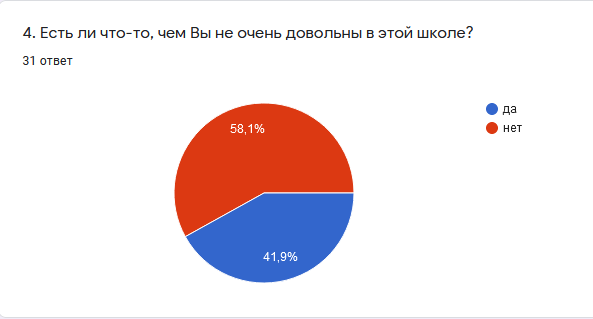 4. Есть ли что-то, чем Вы не очень довольны в этой школе?
31 ответ
да
нет
58,1%
41,9%